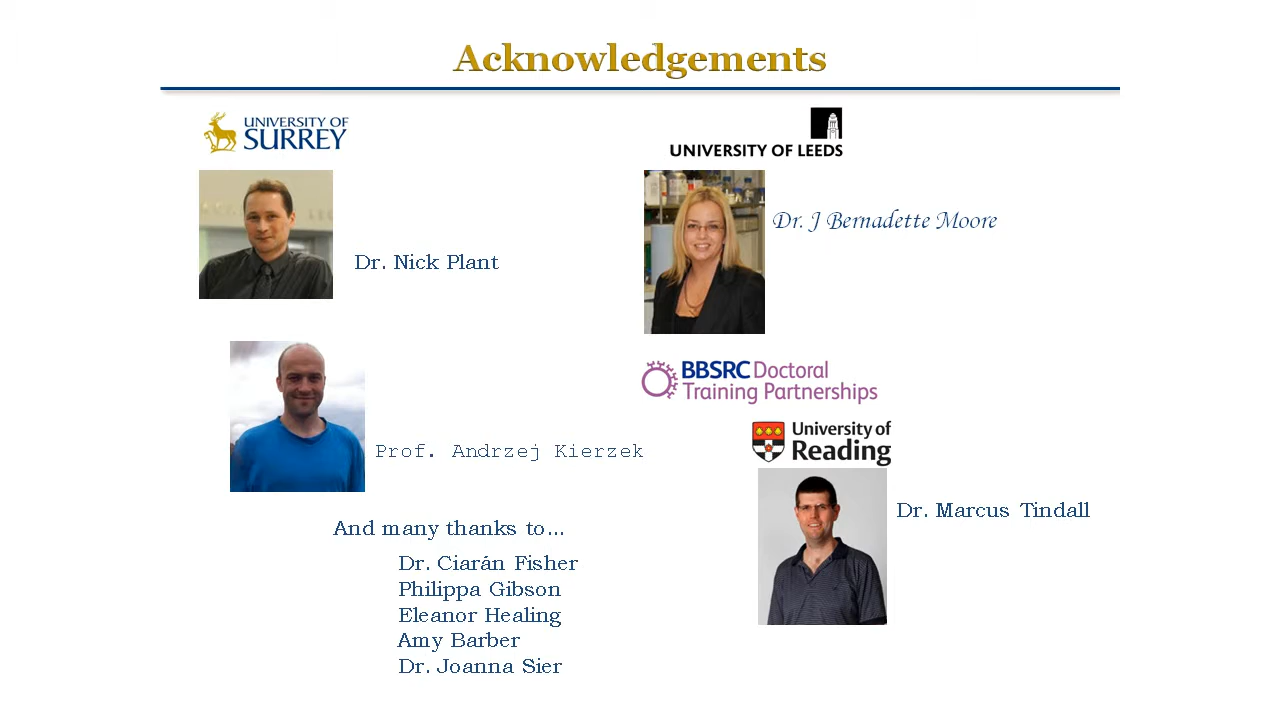 Acknowledgements
UNIVERSITY OF
SURREY
UNIVERSITY OF LEEDS
Dr. Nick Plant
Dr. J Bernadette Moore
Prof. Andrzej Kierzek
BBSRC Doctoral
Training Partnerships
University of
Reading
Dr. Marcus Tindall
And many thanks to...
Dr. Ciarán Fisher
Philippa Gibson
Eleanor Healing
Amy Barber
Dr. Joanna Sier